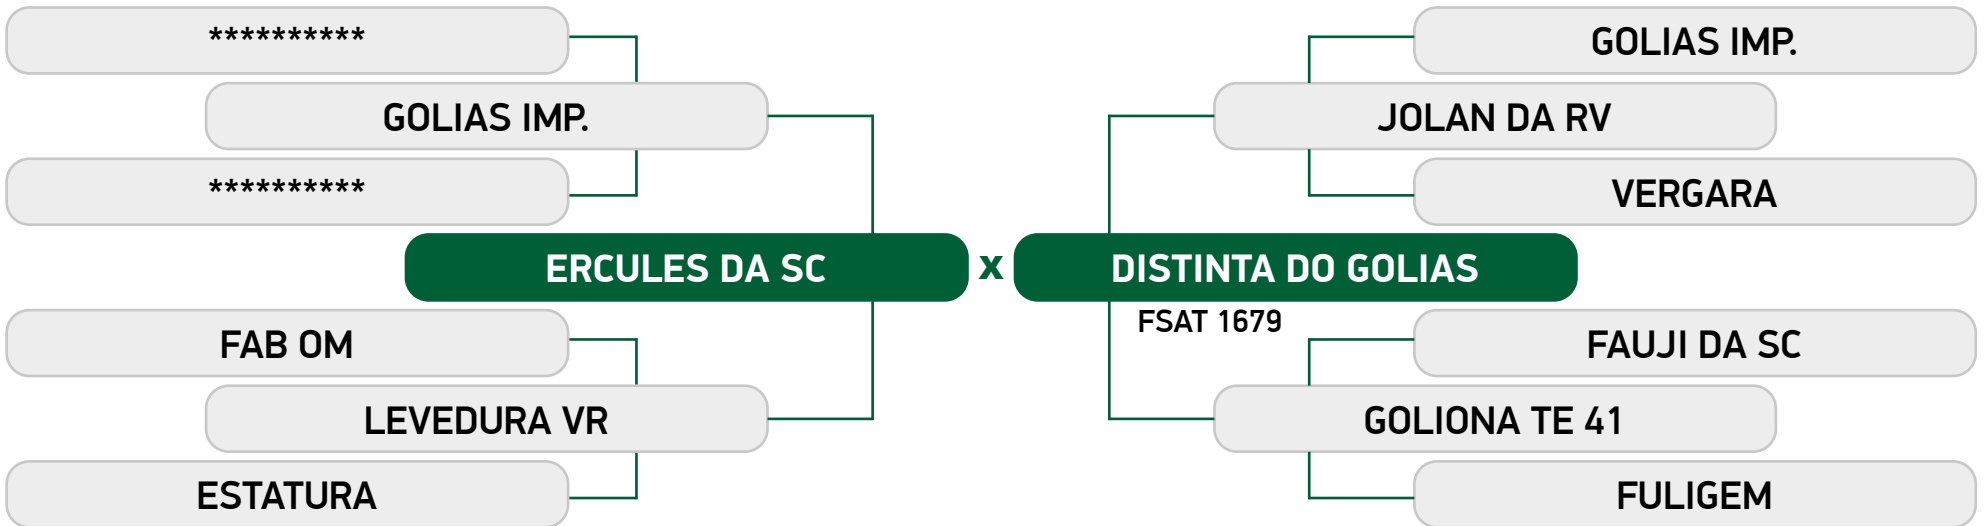 **********
GOLIAS IMP.
GOLIAS IMP.
JOLAN DA RV
**********
VERGARA
ERCULES DA SC x DISTINTA DO GOLIAS
FSAT 1679
FAB OM
FAUJI DA SC
LEVEDURA VR
GOLIONA TE 41
ESTATURA
FULIGEM